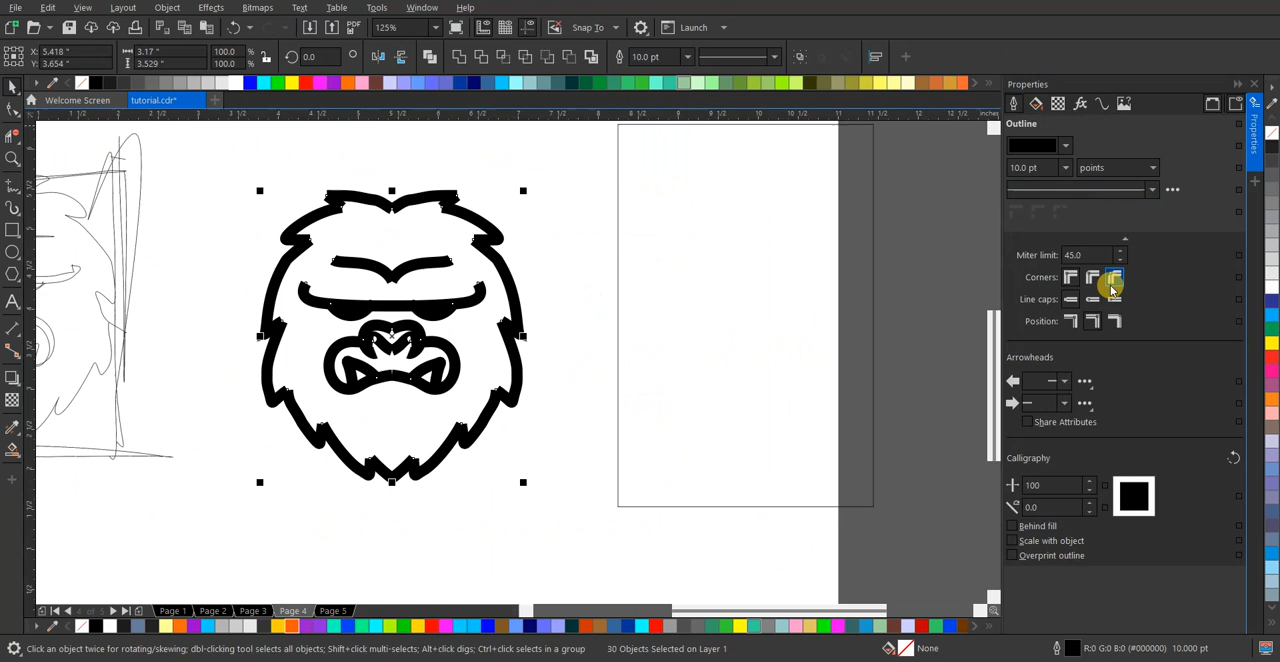 File Edit View Layout Object Effects Bitmaps Text Table Tools Window Help
PDF 125% Snap To Launch
X: 5.418 " 3.17 " 100.0 % 0.0 10.0 pt
Y: 3.654 " 3.529 " 100.0 %
Welcome Screen tutorial.cdr*
inches
Properties
Properties
Outline
10.0 pt points
Miter limit: 45.0
Corners:
Line caps:
Position:
Arrowheads
Share Attributes
Calligraphy
100
0.0
Behind fill
Scale with object
Overprint outline
4 of 5 Page 1 Page 2 Page 3 Page 4 Page 5
Click an object twice for rotating/skewing; dbl-clicking tool selects all objects; Shift+click multi-selects; Alt+click digs; Ctrl+click selects in a group 30 Objects Selected on Layer 1 None R:0 G:0 B:0 (#000000) 10.000 pt